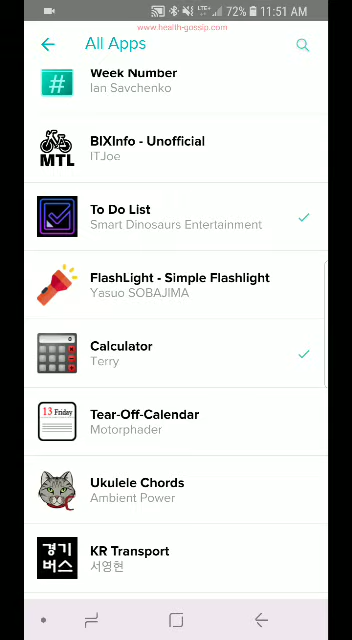 LTE+ 72% 11:51 AM
www.health-gossip.com
All Apps
#
Week Number
Ian Savchenko
MTL
BIXInfo - Unofficial
ITJoe
To Do List
Smart Dinosaurs Entertainment
FlashLight - Simple Flashlight
Yasuo SOBAJIMA
Calculator
Terry
13 Friday
Tear-Off-Calendar
Motorphader
Ukulele Chords
Ambient Power
경기
버스
KR Transport
서영현